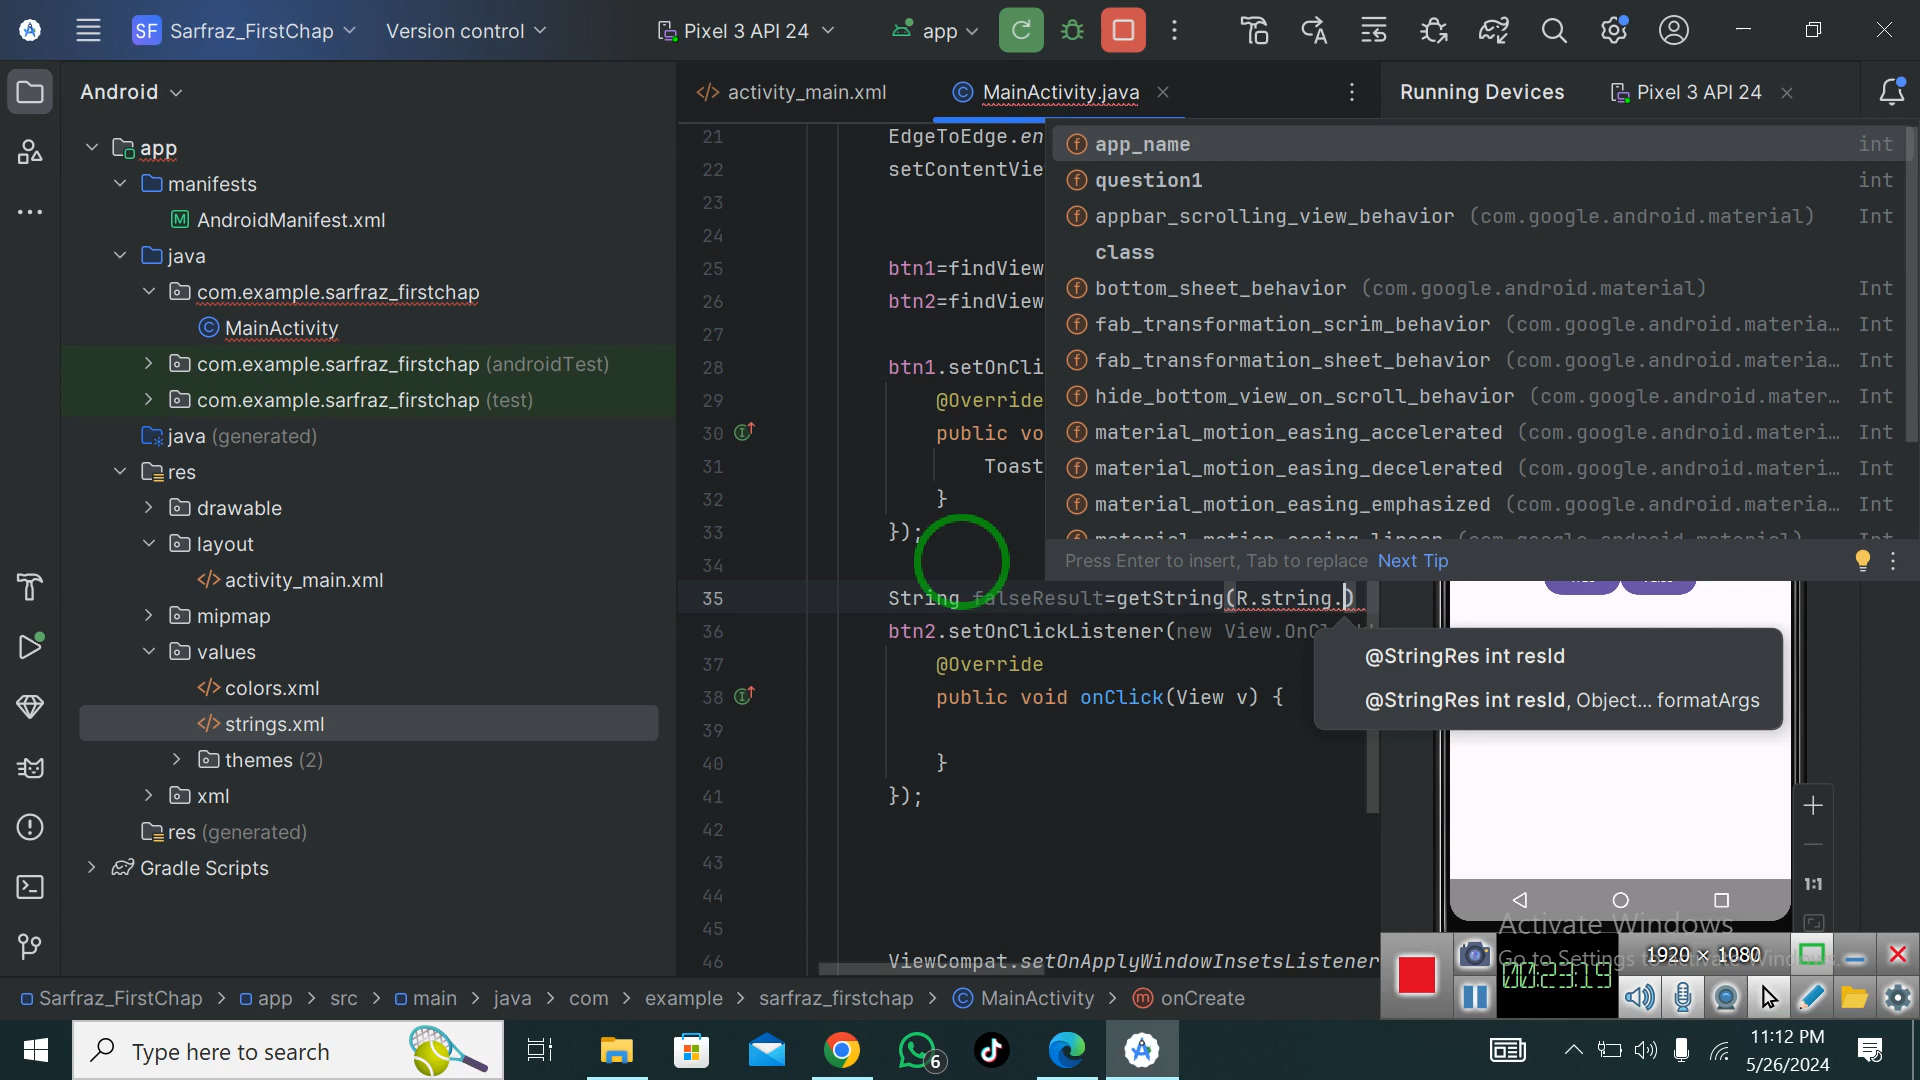 SF Sarfraz_FirstChap Version control Pixel 3 API 24 app
Android
app
manifests
AndroidManifest.xml
java
com.example.sarfraz_firstchap
MainActivity
com.example.sarfraz_firstchap (androidTest)
com.example.sarfraz_firstchap (test)
java (generated)
res
drawable
layout
activity_main.xml
mipmap
values
colors.xml
strings.xml
themes (2)
xml
res (generated)
Gradle Scripts
activity_main.xml MainActivity.java
21 EdgeToEdge.en
22 setContentVie
23
24
25 btn1=findView
26 btn2=findView
27
28 btn1.setOnCli
29 @Override
30 public vo
31 Toast
32 }
33 });
34
35 String falseResult=getString(R.string.)
36 btn2.setOnClickListener(new View.OnCl
37 @Override
38 public void onClick(View v) {
39
40 }
41 });
42
43
44
45
46 ViewCompat.setOnApplyWindowInsetsListener
Running Devices Pixel 3 API 24
app_name int
question1 int
appbar_scrolling_view_behavior (com.google.android.material) Int
class
bottom_sheet_behavior (com.google.android.material) Int
fab_transformation_scrim_behavior (com.google.android.materia… Int
fab_transformation_sheet_behavior (com.google.android.materia… Int
hide_bottom_view_on_scroll_behavior (com.google.android.mater… Int
material_motion_easing_accelerated (com.google.android.materi… Int
material_motion_easing_decelerated (com.google.android.materi… Int
material_motion_easing_emphasized (com.google.android.materia… Int
Press Enter to insert, Tab to replace Next Tip
@StringRes int resId
@StringRes int resId, Object... formatArgs
1:1
Activate Windows
Go to Settings to activate Windows.
1920 × 1080
00:23:19
Sarfraz_FirstChap > app > src > main > java > com > example > sarfraz_firstchap > MainActivity > onCreate
Type here to search
6
11:12 PM
5/26/2024